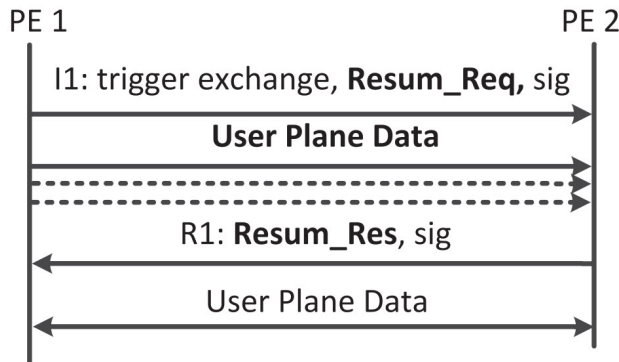 PE 1 PE 2
I1: trigger exchange, Resum_Req, sig
User Plane Data
R1: Resum_Res, sig
User Plane Data